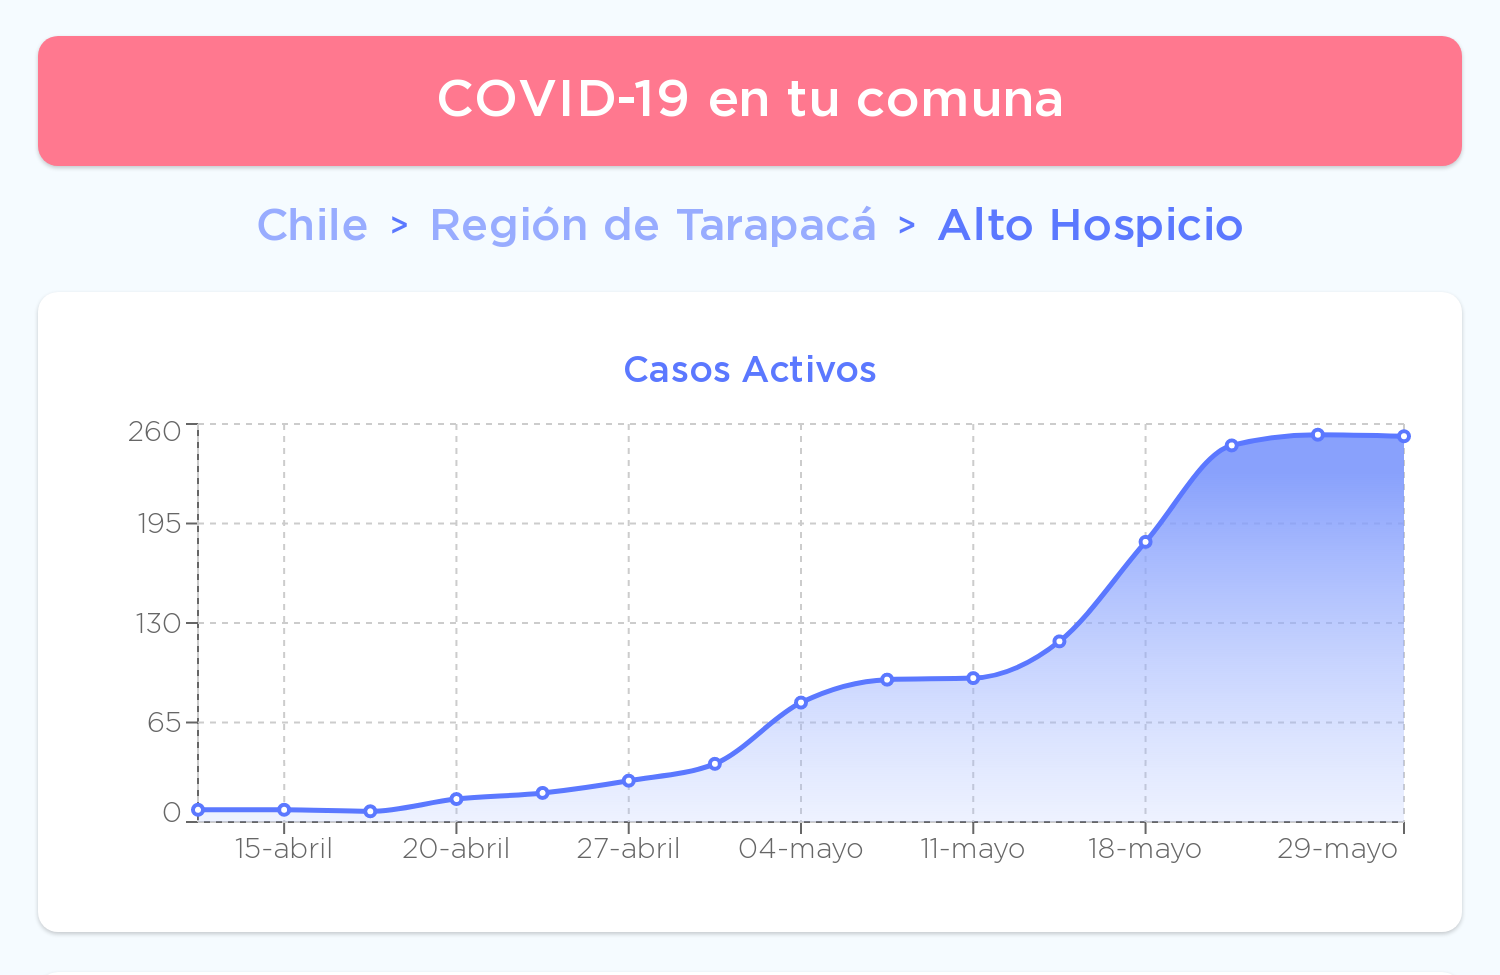 COVID-19 en tu comuna
Chile > Región de Tarapacá > Alto Hospicio
Casos Activos
260
195
130
65
0
15-abril 20-abril 27-abril 04-mayo 11-mayo 18-mayo 29-mayo